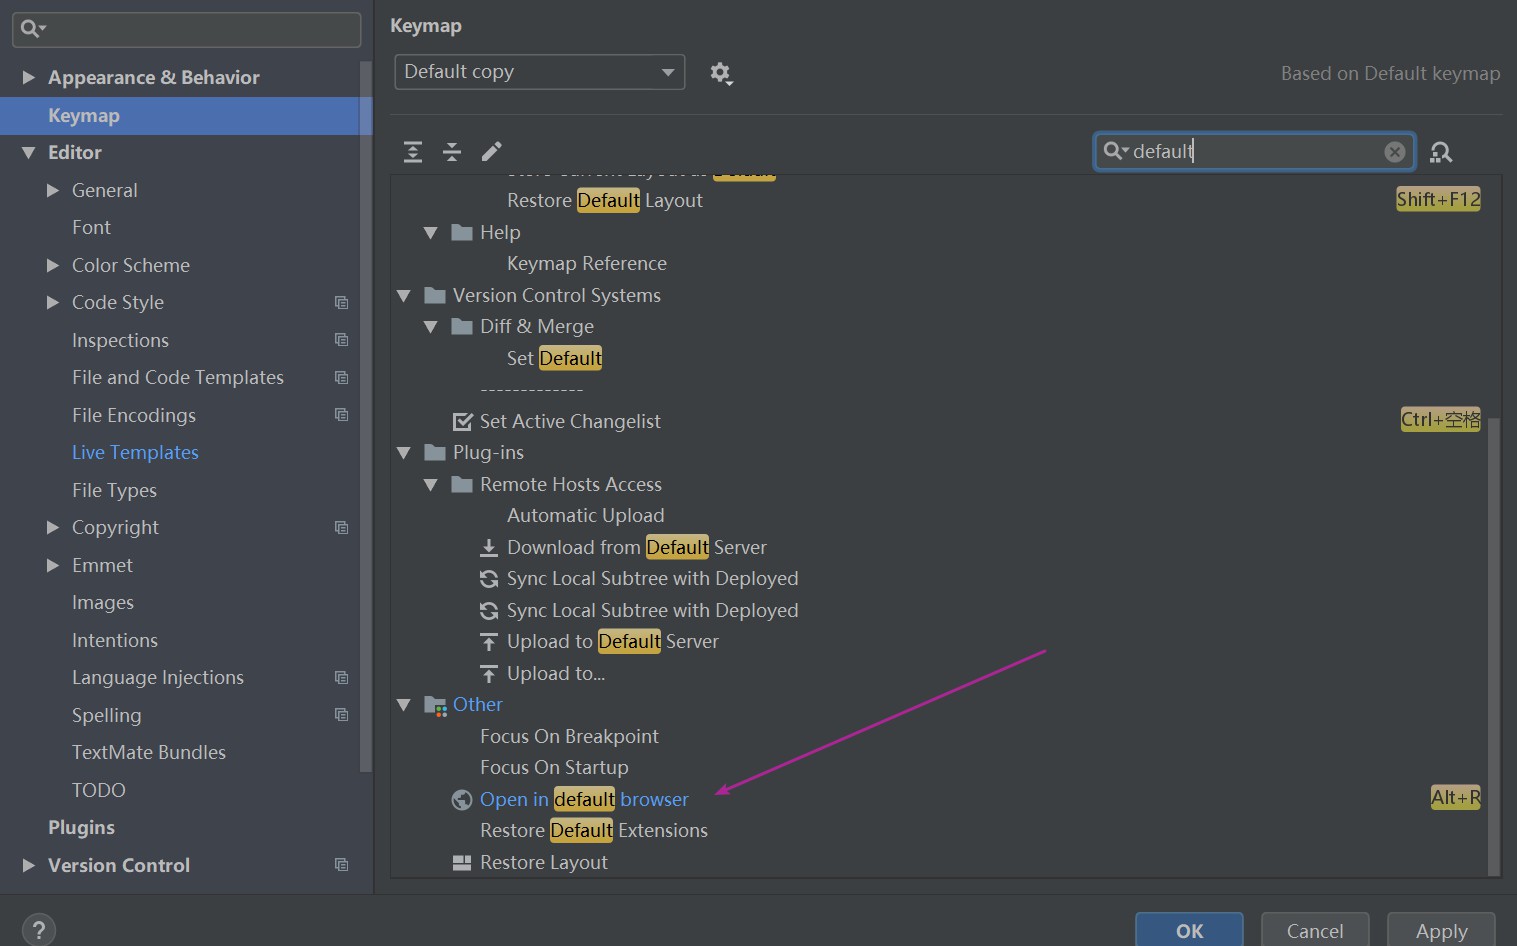 Appearance & Behavior
Keymap
Editor
General
Font
Color Scheme
Code Style
Inspections
File and Code Templates
File Encodings
Live Templates
File Types
Copyright
Emmet
Images
Intentions
Language Injections
Spelling
TextMate Bundles
TODO
Plugins
Version Control
?
Keymap
Default copy
Based on Default keymap
default
Store Current Layout as Default
Restore Default Layout Shift+F12
Help
Keymap Reference
Version Control Systems
Diff & Merge
Set Default
-------------
Set Active Changelist Ctrl+空格
Plug-ins
Remote Hosts Access
Automatic Upload
Download from Default Server
Sync Local Subtree with Deployed
Sync Local Subtree with Deployed
Upload to Default Server
Upload to...
Other
Focus On Breakpoint
Focus On Startup
Open in default browser Alt+R
Restore Default Extensions
Restore Layout
OK Cancel Apply